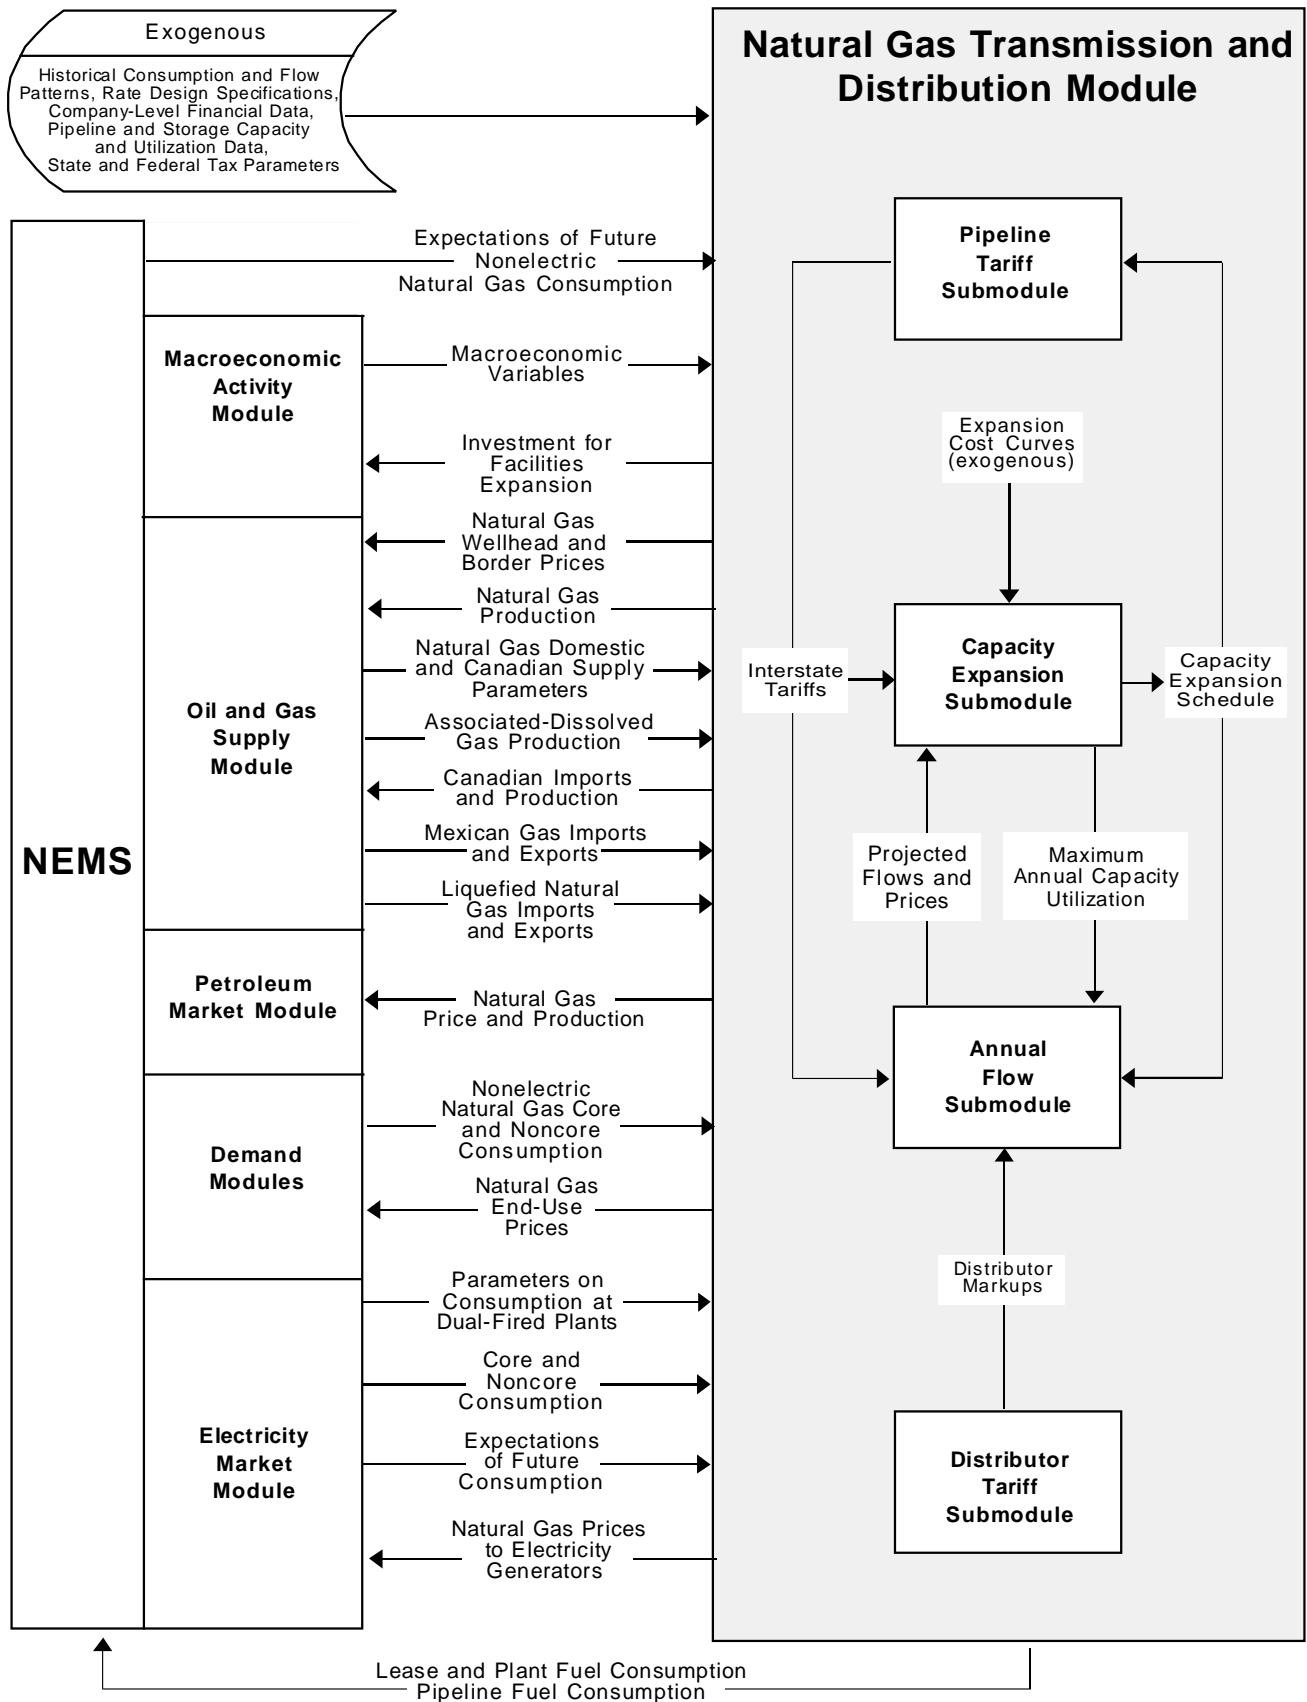 Exogenous
Historical Consumption and Flow
Patterns, Rate Design Specifications,
Company-Level Financial Data,
Pipeline and Storage Capacity
and Utilization Data,
State and Federal Tax Parameters
Natural Gas Transmission and
Distribution Module
NEMS
Expectations of Future
Nonelectric
Natural Gas Consumption
Macroeconomic
Activity
Module
Macroeconomic
Variables
Investment for
Facilities
Expansion
Oil and Gas
Supply
Module
Natural Gas
Wellhead and
Border Prices
Natural Gas
Production
Natural Gas Domestic
and Canadian Supply
Parameters
Associated-Dissolved
Gas Production
Canadian Imports
and Production
Mexican Gas Imports
and Exports
Liquefied Natural
Gas Imports
and Exports
Petroleum
Market Module
Natural Gas
Price and Production
Demand
Modules
Nonelectric
Natural Gas Core
and Noncore
Consumption
Natural Gas
End-Use
Prices
Electricity
Market
Module
Parameters on
Consumption at
Dual-Fired Plants
Core and
Noncore
Consumption
Expectations
of Future
Consumption
Natural Gas Prices
to Electricity
Generators
Pipeline
Tariff
Submodule
Expansion
Cost Curves
(exogenous)
Interstate
Tariffs
Capacity
Expansion
Submodule
Capacity
Expansion
Schedule
Projected
Flows and
Prices
Maximum
Annual Capacity
Utilization
Annual
Flow
Submodule
Distributor
Markups
Distributor
Tariff
Submodule
Lease and Plant Fuel Consumption
Pipeline Fuel Consumption